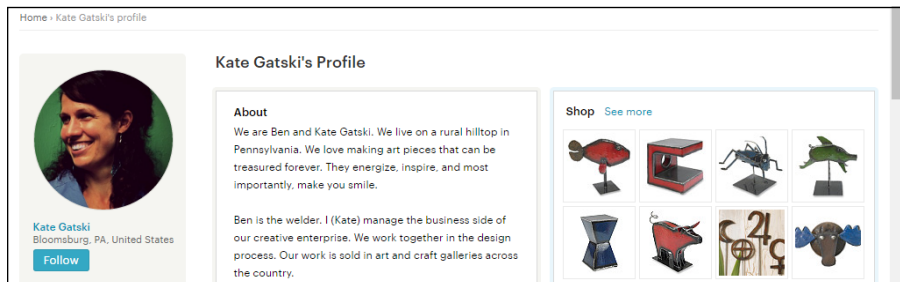 Home › Kate Gatski's profile
Kate Gatski's Profile
Kate Gatski
Bloomsburg, PA, United States
Follow
About
We are Ben and Kate Gatski. We live on a rural hilltop in
Pennsylvania. We love making art pieces that can be
treasured forever. They energize, inspire, and most
importantly, make you smile.
Ben is the welder. I (Kate) manage the business side of
our creative enterprise. We work together in the design
process. Our work is sold in art and craft galleries across
the country.
Shop See more